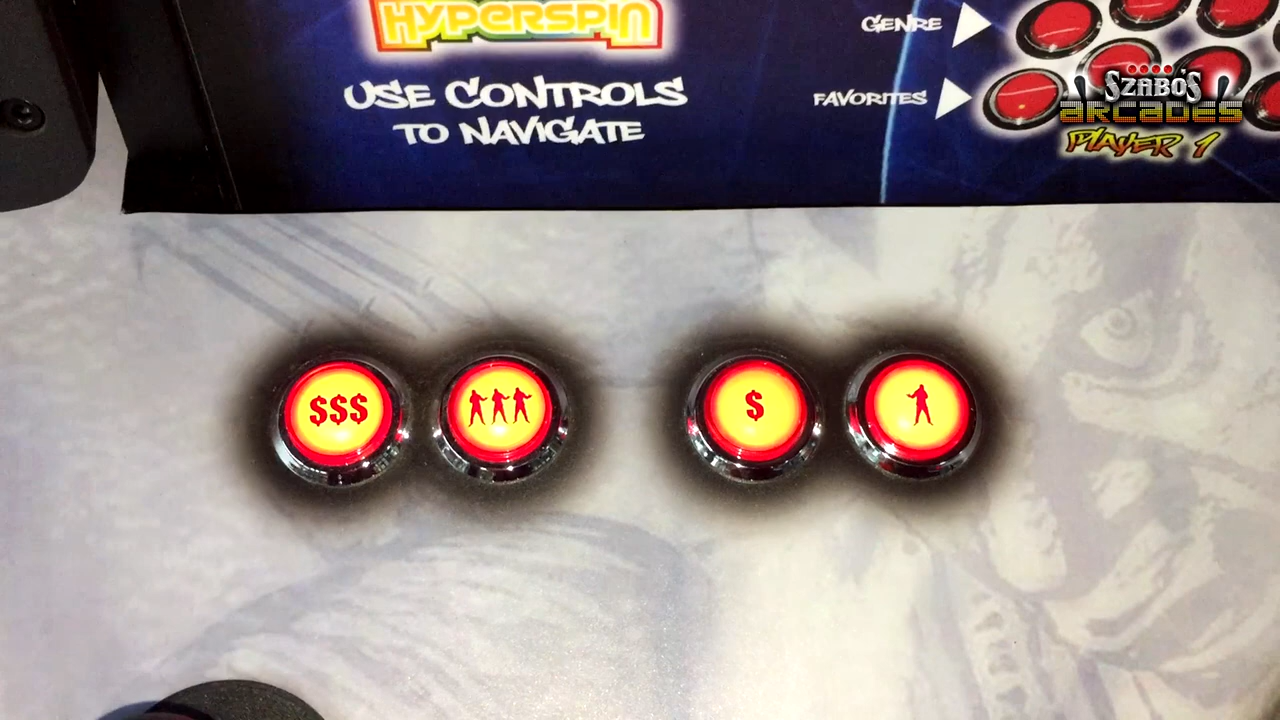 HYPERSPIN
USE CONTROLS
TO NAVIGATE
GENRE
FAVORITES
SZABO'S
ARCADES
PLAYER 1
$$$
$